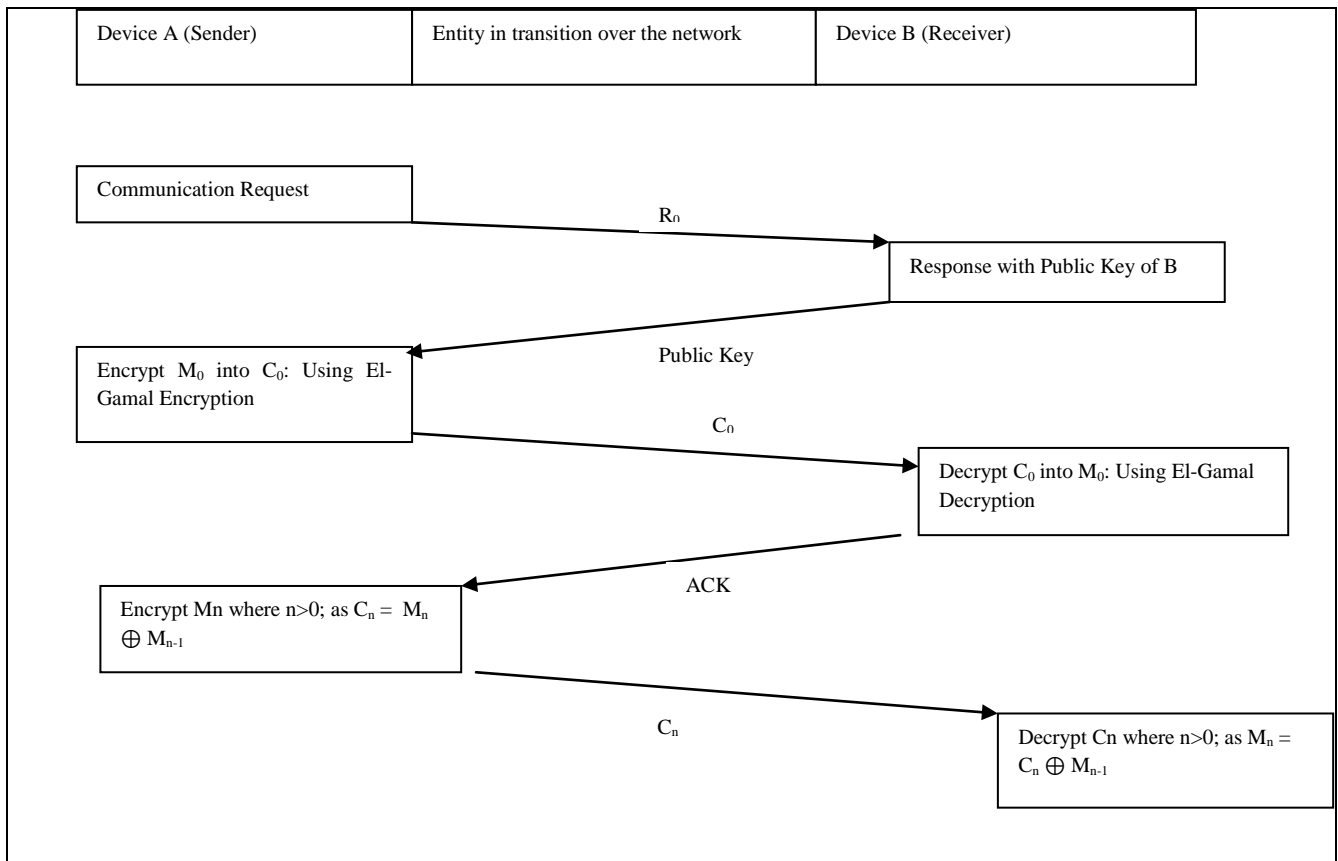 Device A (Sender)
Entity in transition over the network
Device B (Receiver)
Communication Request
R₀
Response with Public Key of B
Public Key
Encrypt M₀ into C₀: Using El-
Gamal Encryption
C₀
Decrypt C₀ into M₀: Using El-Gamal
Decryption
ACK
Encrypt Mn where n>0; as Cₙ = Mₙ
⊕ Mₙ₋₁
Cₙ
Decrypt Cn where n>0; as Mₙ =
Cₙ ⊕ Mₙ₋₁